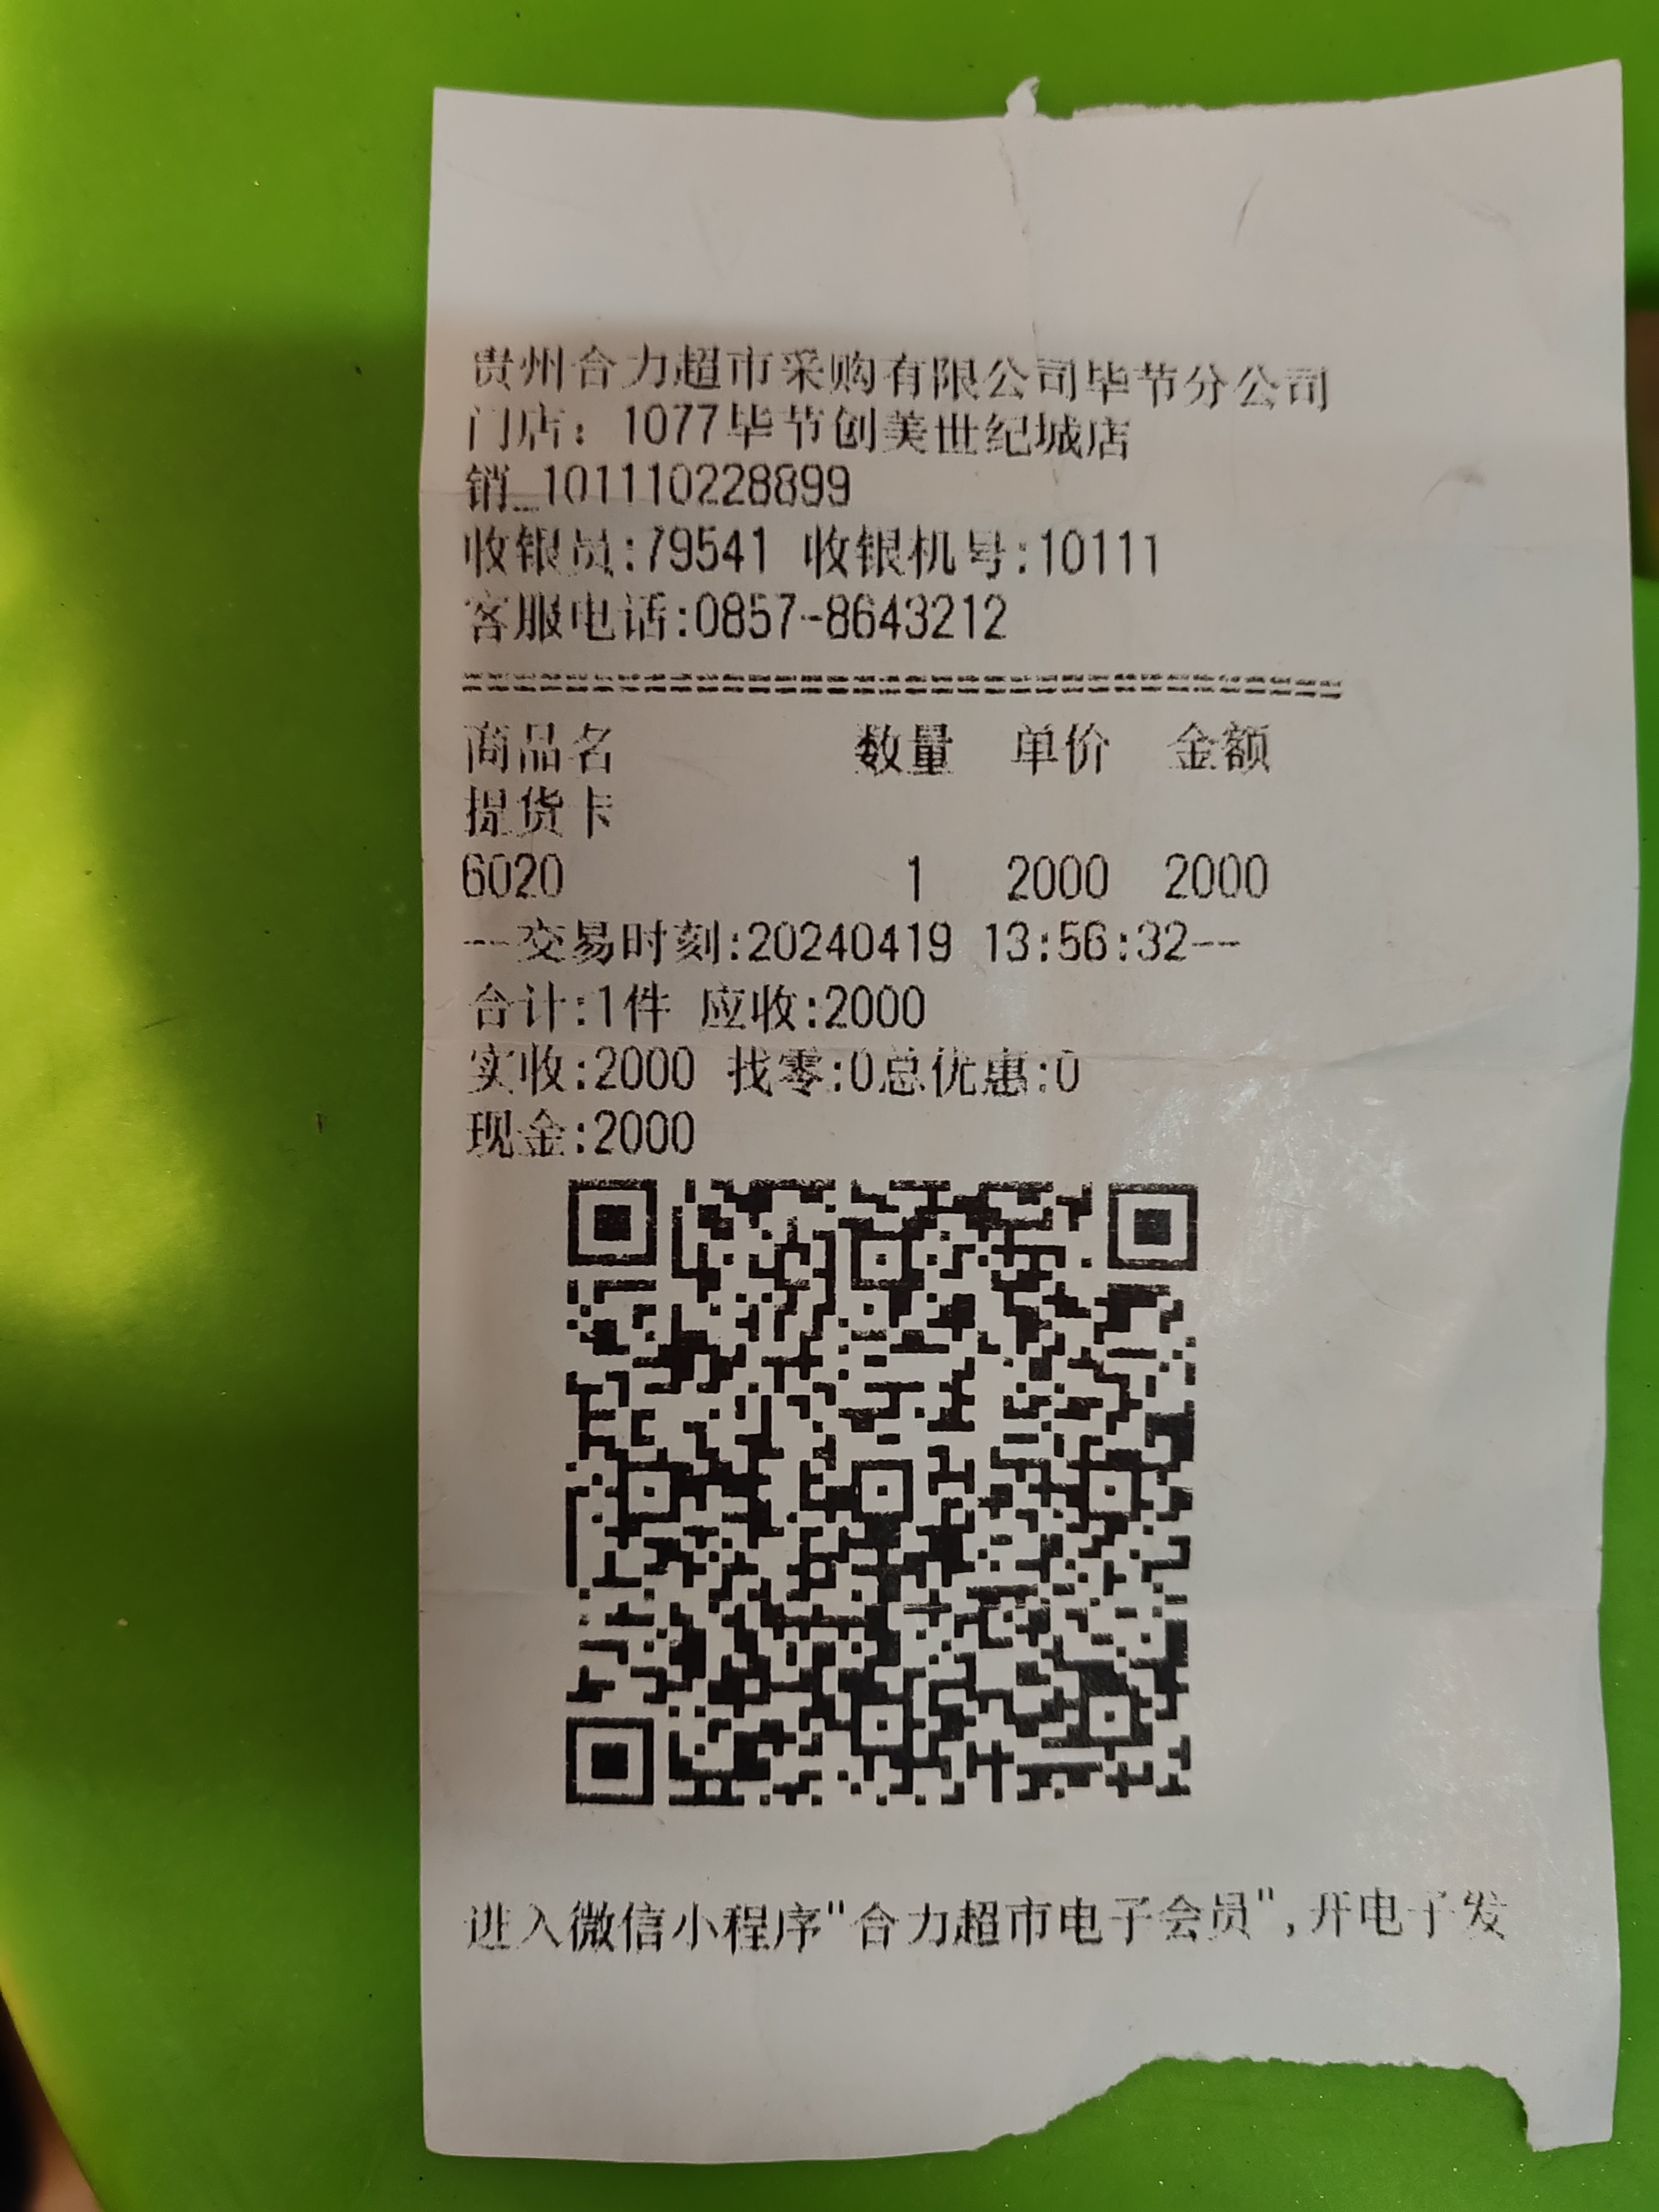 贵州合力超市采购有限公司毕节分公司
门店：1077毕节创美世纪城店
销_101110228899
收银员:79541 收银机号:10111
客服电话:0857-8643212
==================================
商品名 数量 单价 金额
提货卡
6020 1 2000 2000
--交易时刻:20240419 13:56:32--
合计:1件 应收:2000
实收:2000 找零:0总优惠:0
现金:2000
进入微信小程序"合力超市电子会员",开电子发